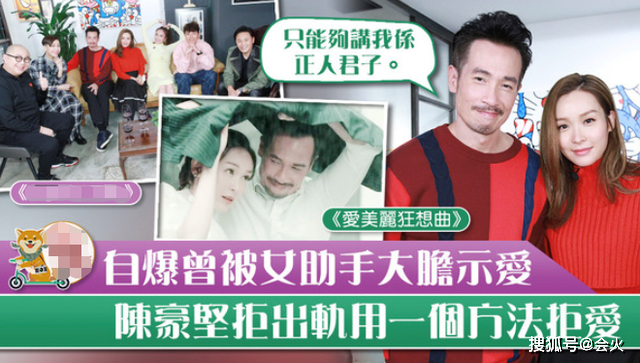 只能夠講我係
正人君子。
《愛美麗狂想曲》
自爆曾被女助手大膽示愛
陳豪堅拒出軌用一個方法拒愛
搜狐号@会火